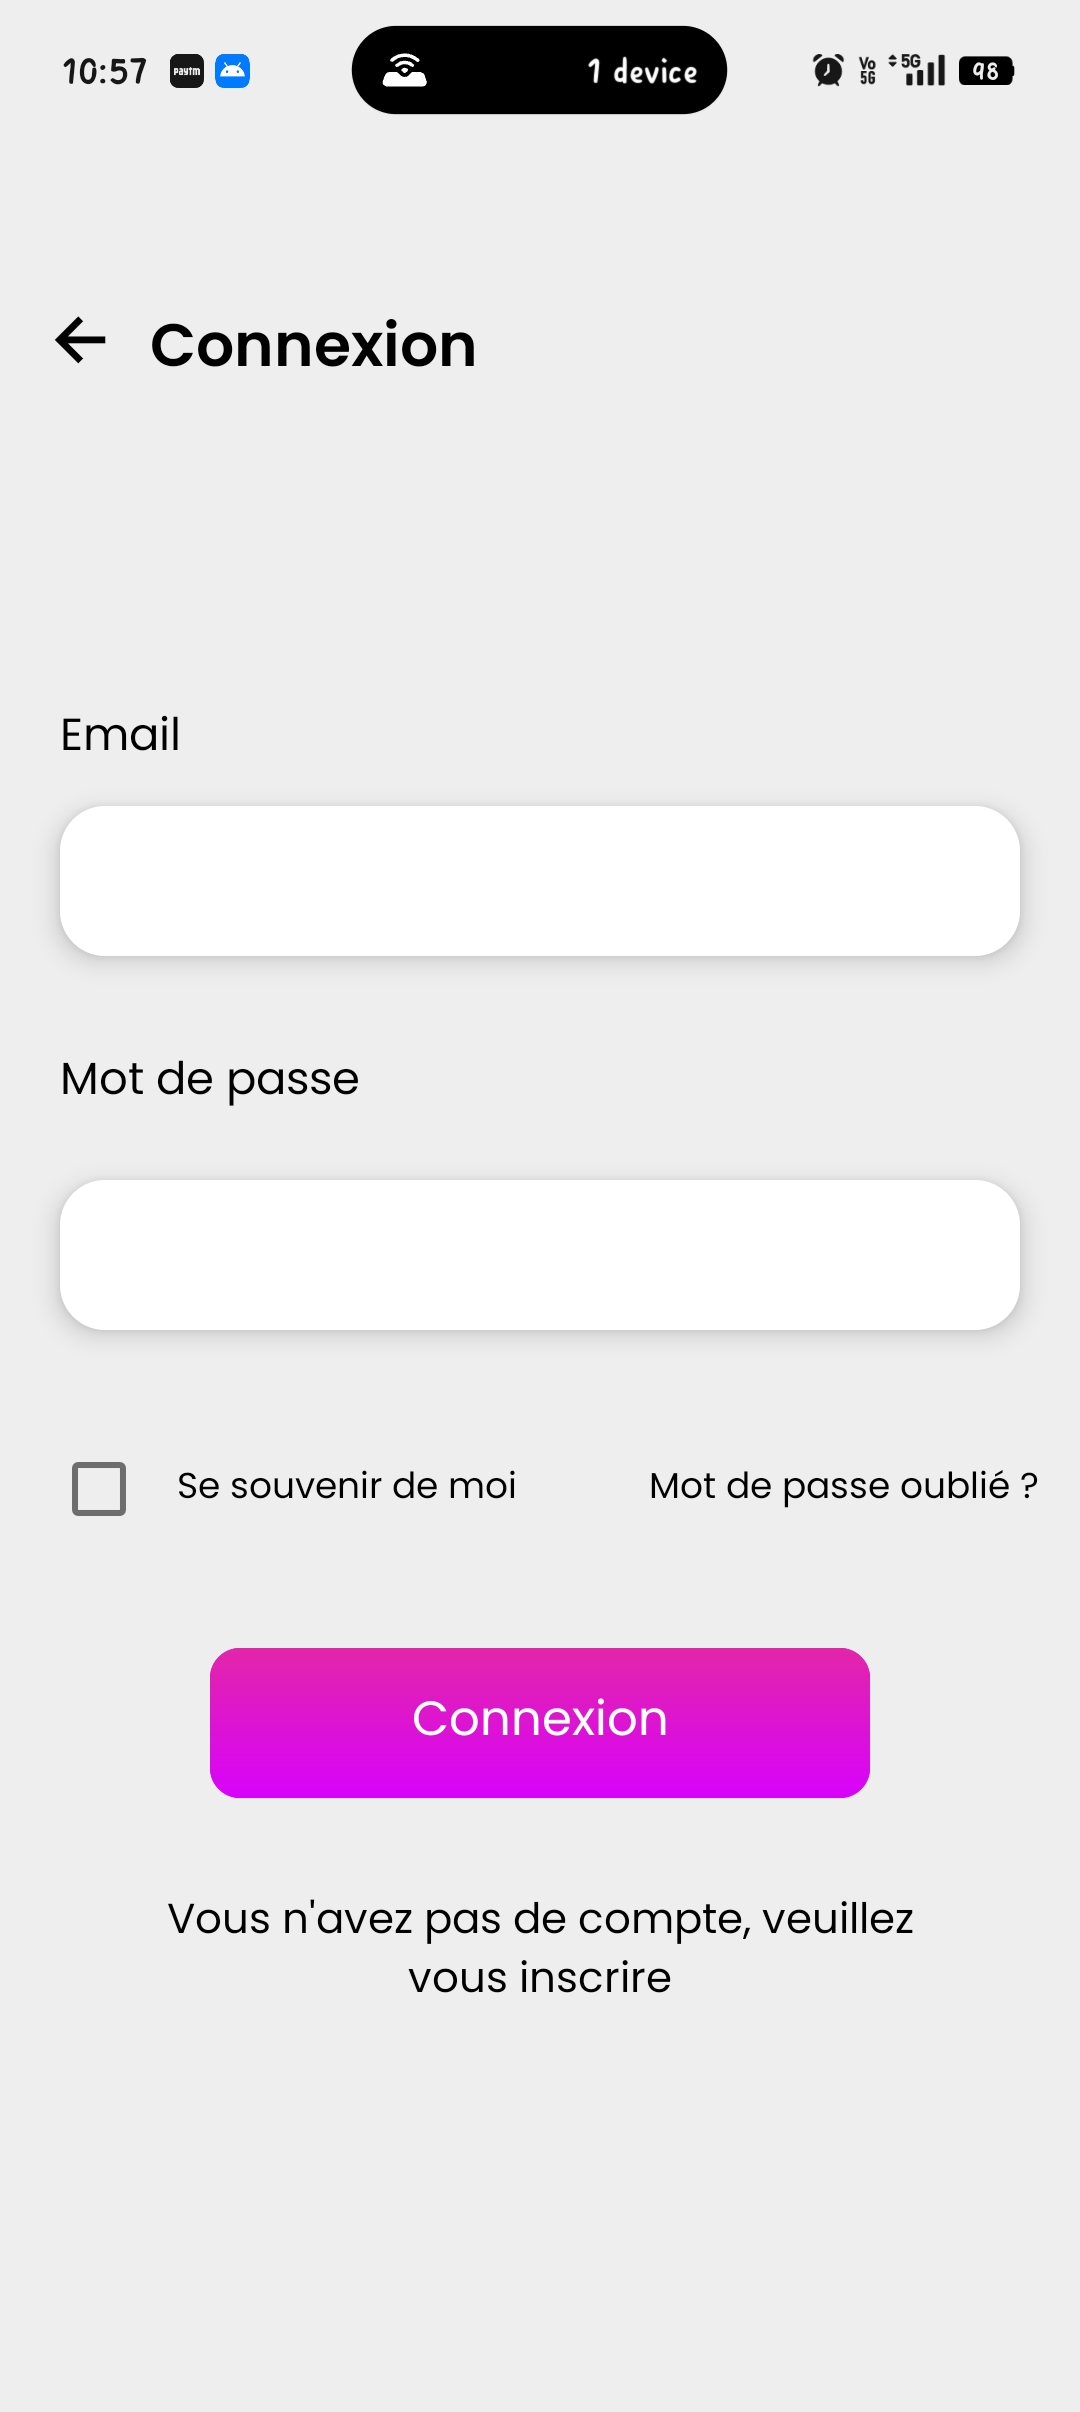 10:57 Paytm 1 device Vo 5G 5G 98
Connexion
Email
Mot de passe
Se souvenir de moi Mot de passe oublié ?
Connexion
Vous n'avez pas de compte, veuillez
vous inscrire